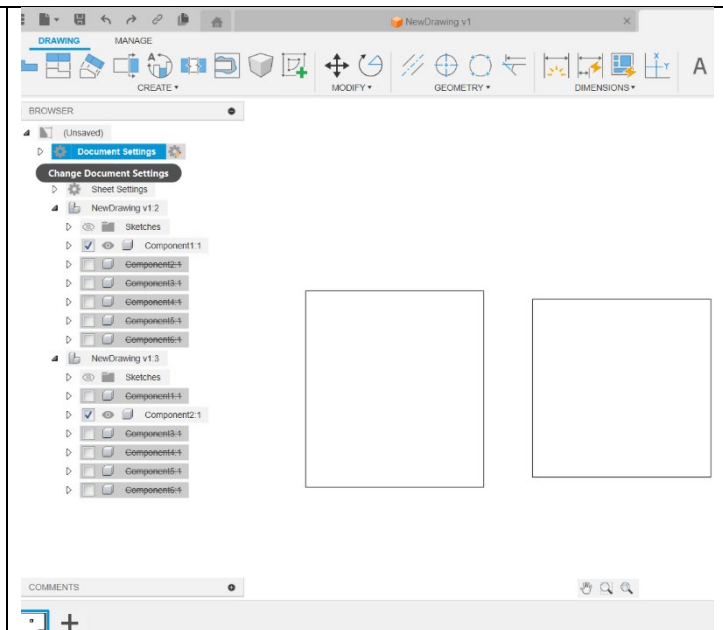 NewDrawing v1
DRAWING MANAGE
CREATE MODIFY GEOMETRY DIMENSIONS
A
X
Y
BROWSER
(Unsaved)
Document Settings
Change Document Settings
Sheet Settings
NewDrawing v1:2
Sketches
Component1:1
Component2:1
Component3:1
Component4:1
Component5:1
Component6:1
NewDrawing v1:3
Sketches
Component1:1
Component2:1
Component3:1
Component4:1
Component5:1
Component6:1
COMMENTS